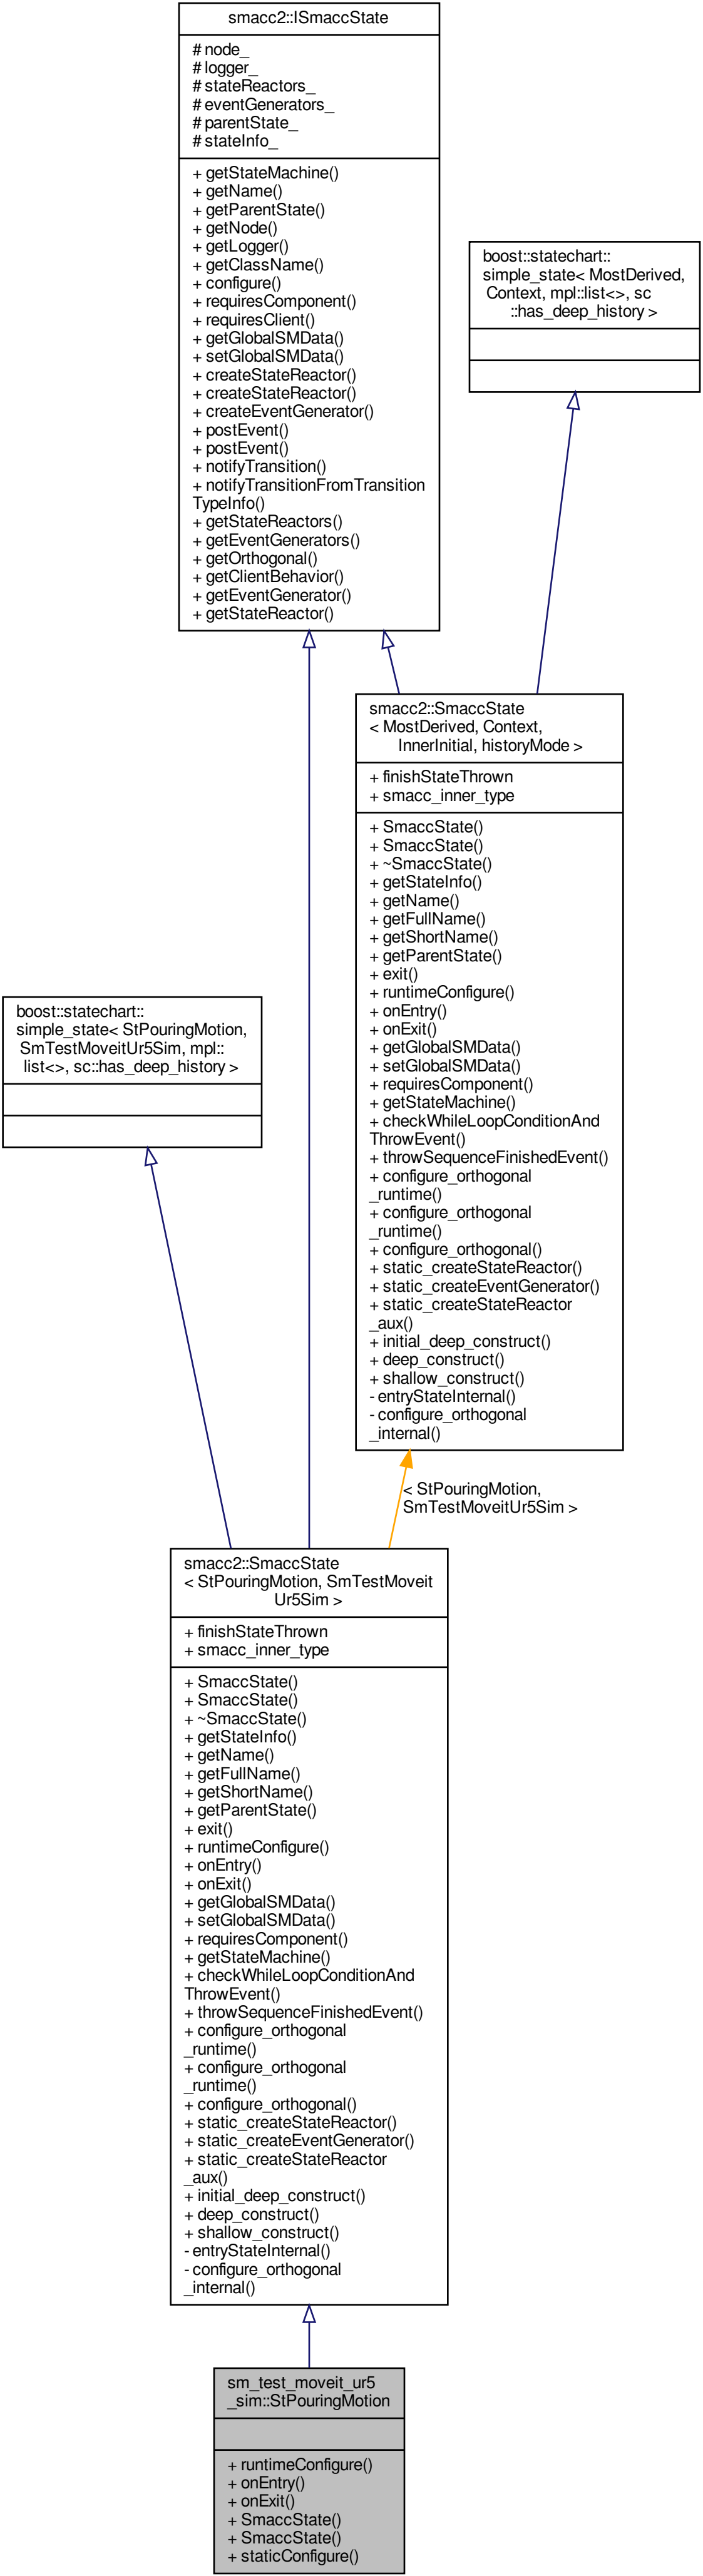 smacc2::ISmaccState
# node_
# logger_
# stateReactors_
# eventGenerators_
# parentState_
# stateInfo_
+ getStateMachine()
+ getName()
+ getParentState()
+ getNode()
+ getLogger()
+ getClassName()
+ configure()
+ requiresComponent()
+ requiresClient()
+ getGlobalSMData()
+ setGlobalSMData()
+ createStateReactor()
+ createStateReactor()
+ createEventGenerator()
+ postEvent()
+ postEvent()
+ notifyTransition()
+ notifyTransitionFromTransition
TypeInfo()
+ getStateReactors()
+ getEventGenerators()
+ getOrthogonal()
+ getClientBehavior()
+ getEventGenerator()
+ getStateReactor()
boost::statechart::
simple_state< MostDerived,
Context, mpl::list<>, sc
::has_deep_history >
smacc2::SmaccState
< MostDerived, Context,
InnerInitial, historyMode >
+ finishStateThrown
+ smacc_inner_type
+ SmaccState()
+ SmaccState()
+ ~SmaccState()
+ getStateInfo()
+ getName()
+ getFullName()
+ getShortName()
+ getParentState()
+ exit()
+ runtimeConfigure()
+ onEntry()
+ onExit()
+ getGlobalSMData()
+ setGlobalSMData()
+ requiresComponent()
+ getStateMachine()
+ checkWhileLoopConditionAnd
ThrowEvent()
+ throwSequenceFinishedEvent()
+ configure_orthogonal
_runtime()
+ configure_orthogonal
_runtime()
+ configure_orthogonal()
+ static_createStateReactor()
+ static_createEventGenerator()
+ static_createStateReactor
_aux()
+ initial_deep_construct()
+ deep_construct()
+ shallow_construct()
- entryStateInternal()
- configure_orthogonal
_internal()
boost::statechart::
simple_state< StPouringMotion,
SmTestMoveitUr5Sim, mpl::
list<>, sc::has_deep_history >
< StPouringMotion,
SmTestMoveitUr5Sim >
smacc2::SmaccState
< StPouringMotion, SmTestMoveit
Ur5Sim >
+ finishStateThrown
+ smacc_inner_type
+ SmaccState()
+ SmaccState()
+ ~SmaccState()
+ getStateInfo()
+ getName()
+ getFullName()
+ getShortName()
+ getParentState()
+ exit()
+ runtimeConfigure()
+ onEntry()
+ onExit()
+ getGlobalSMData()
+ setGlobalSMData()
+ requiresComponent()
+ getStateMachine()
+ checkWhileLoopConditionAnd
ThrowEvent()
+ throwSequenceFinishedEvent()
+ configure_orthogonal
_runtime()
+ configure_orthogonal
_runtime()
+ configure_orthogonal()
+ static_createStateReactor()
+ static_createEventGenerator()
+ static_createStateReactor
_aux()
+ initial_deep_construct()
+ deep_construct()
+ shallow_construct()
- entryStateInternal()
- configure_orthogonal
_internal()
sm_test_moveit_ur5
_sim::StPouringMotion
+ runtimeConfigure()
+ onEntry()
+ onExit()
+ SmaccState()
+ SmaccState()
+ staticConfigure()